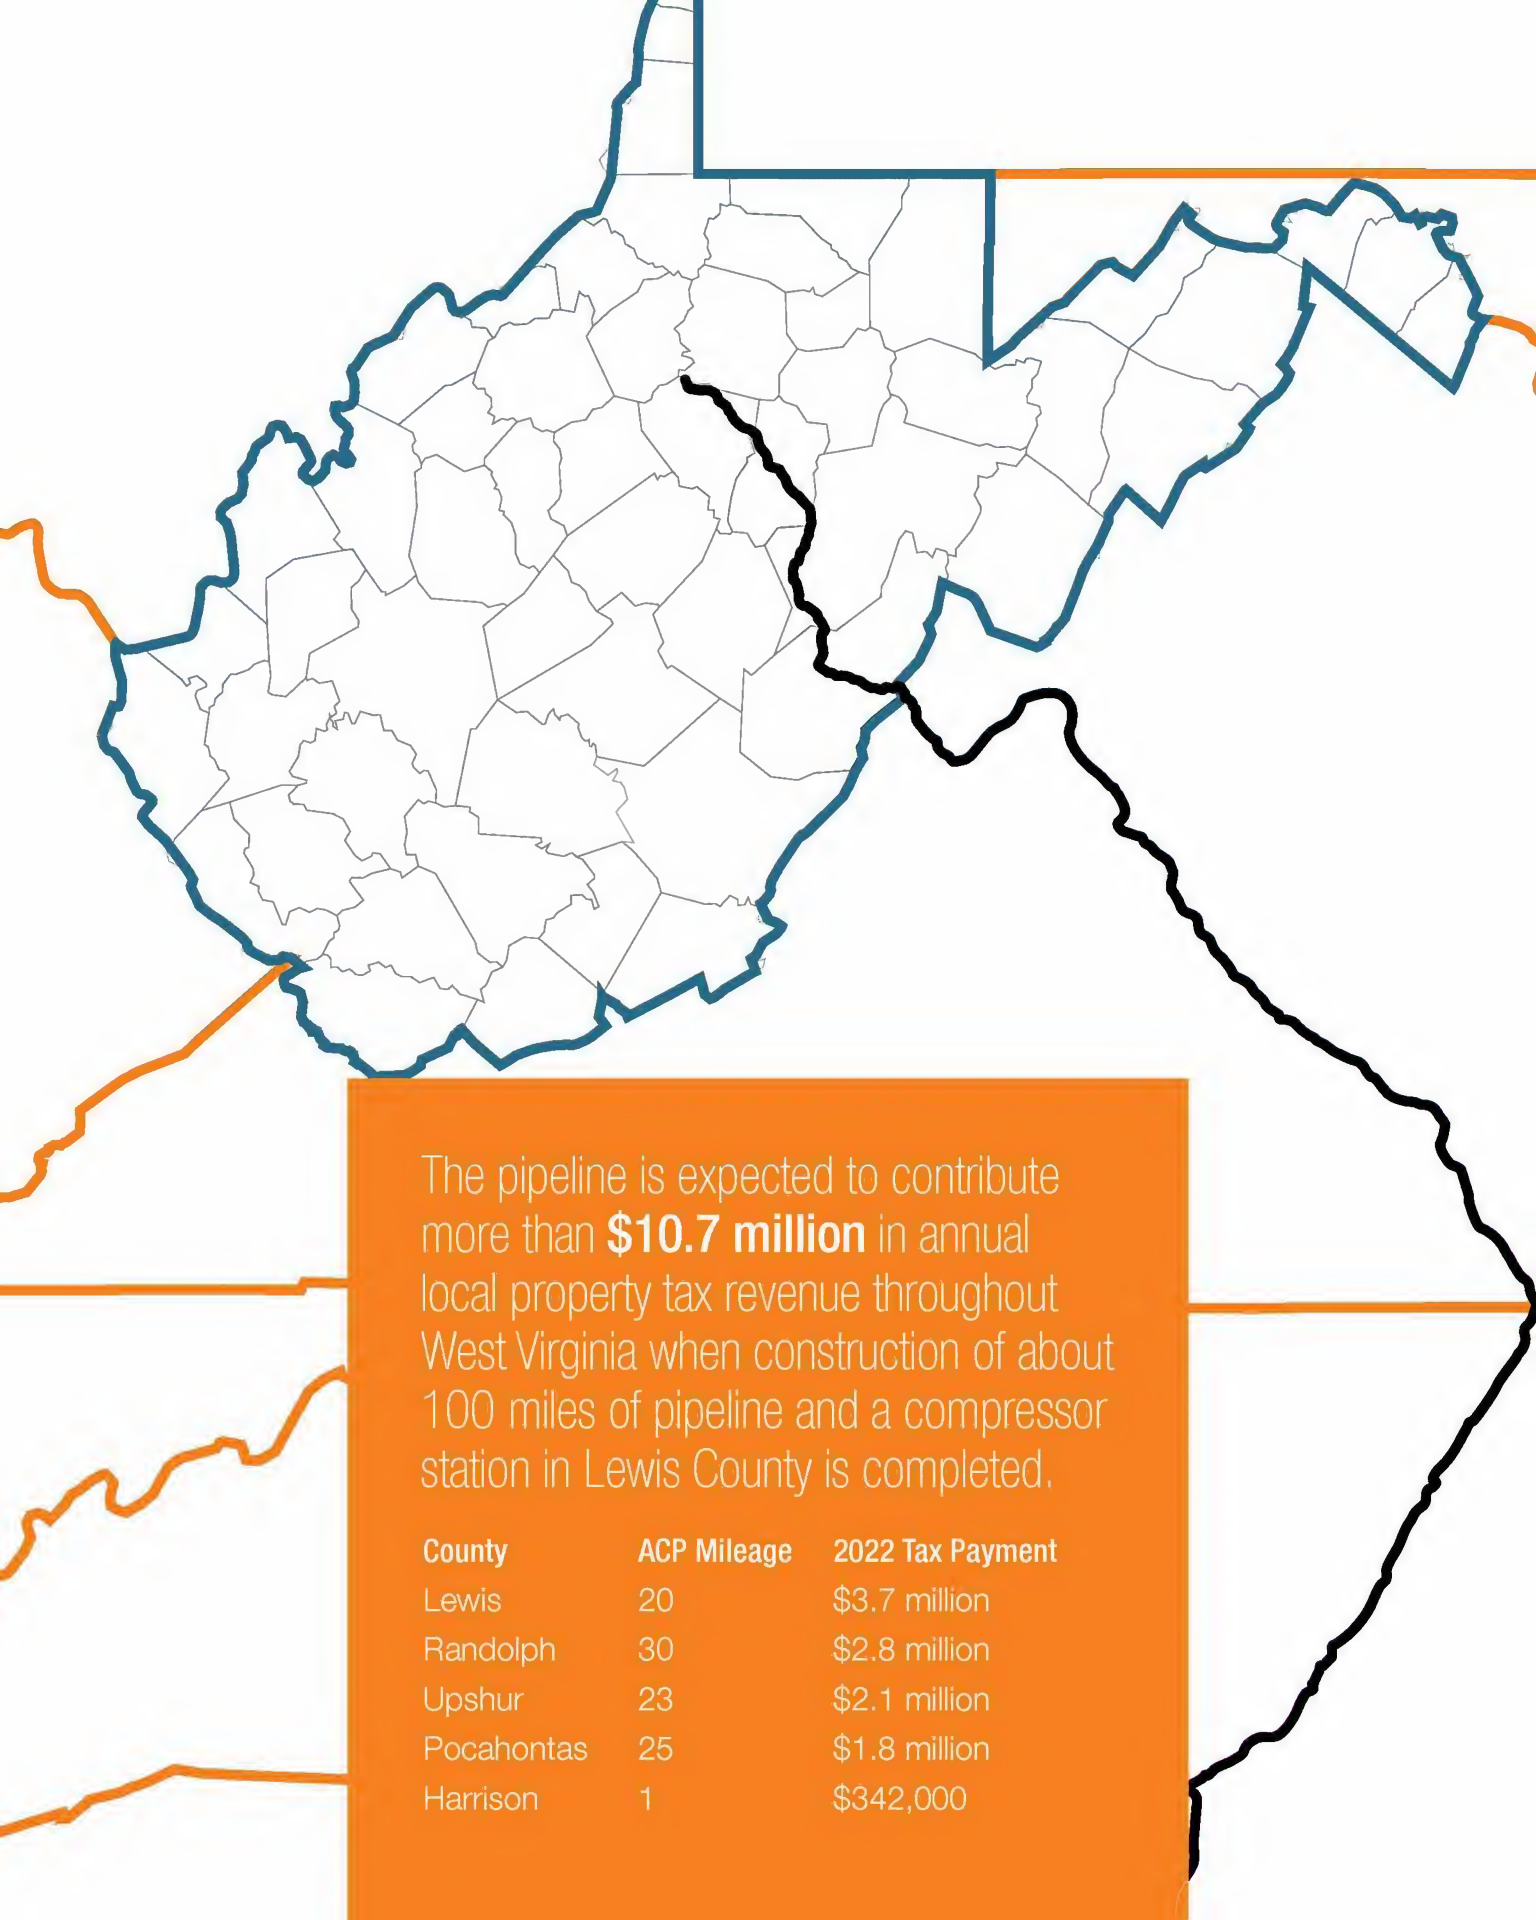 The pipeline is expected to contribute
more than $10.7 million in annual
local property tax revenue throughout
West Virginia when construction of about
100 miles of pipeline and a compressor
station in Lewis County is completed.
County ACP Mileage 2022 Tax Payment
Lewis 20 $3.7 million
Randolph 30 $2.8 million
Upshur 23 $2.1 million
Pocahontas 25 $1.8 million
Harrison 1 $342,000